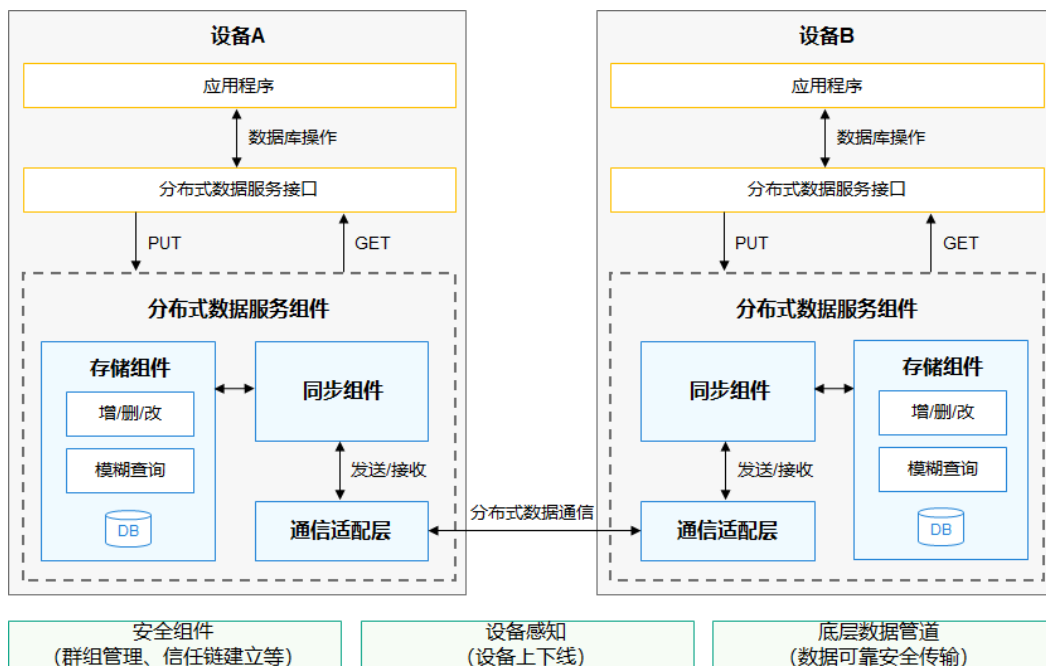 设备A
应用程序
数据库操作
分布式数据服务接口
PUT
GET
分布式数据服务组件
存储组件
增/删/改
模糊查询
DB
同步组件
发送/接收
通信适配层
分布式数据通信
设备B
应用程序
数据库操作
分布式数据服务接口
PUT
GET
分布式数据服务组件
同步组件
发送/接收
通信适配层
存储组件
增/删/改
模糊查询
DB
安全组件
（群组管理、信任链建立等）
设备感知
（设备上下线）
底层数据管道
（数据可靠安全传输）